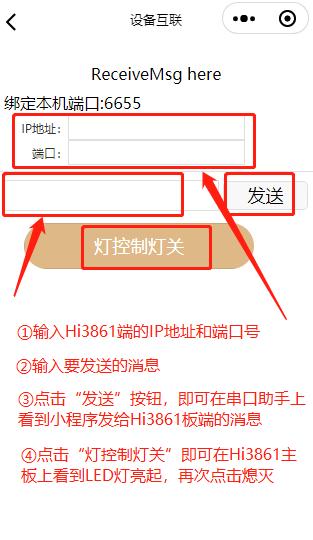 设备互联
ReceiveMsg here
绑定本机端口:6655
IP地址:
端口:
发送
灯控制灯关
①输入Hi3861端的IP地址和端口号
②输入要发送的消息
③点击“发送”按钮，即可在串口助手上
看到小程序发给Hi3861板端的消息
④点击“灯控制灯关”即可在Hi3861主
板上看到LED灯亮起，再次点击熄灭